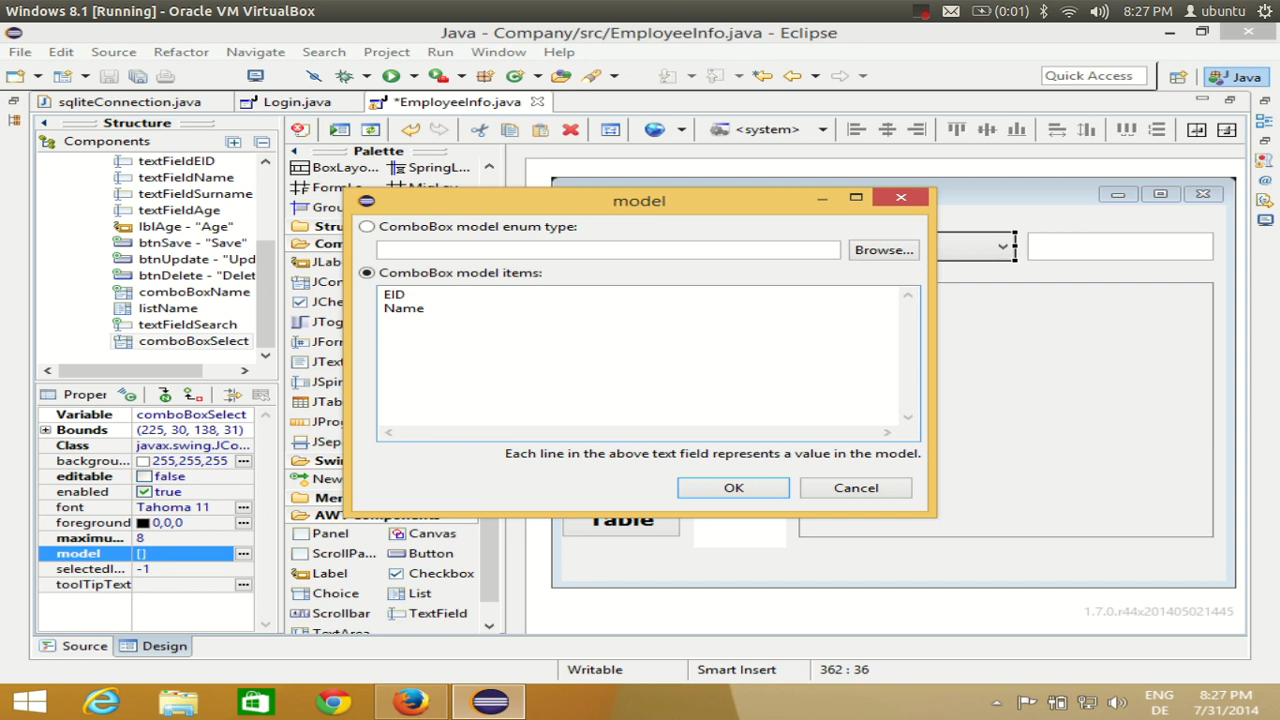 Windows 8.1 [Running] - Oracle VM VirtualBox
(0:01)
8:27 PM
ubuntu
Java - Company/src/EmployeeInfo.java - Eclipse
File Edit Source Refactor Navigate Search Project Run Window Help
Quick Access
Java
sqliteConnection.java
Login.java
*EmployeeInfo.java
Structure
Components
textFieldEID
textFieldName
textFieldSurname
textFieldAge
lblAge - "Age"
btnSave - "Save"
btnUpdate - "Upd
btnDelete - "Delet
comboBoxName
listName
textFieldSearch
comboBoxSelect
Proper
Variable comboBoxSelect
Bounds (225, 30, 138, 31)
Class javax.swing.JCo...
backgrou... 255,255,255
editable false
enabled true
font Tahoma 11
foreground 0,0,0
maximu... 8
model []
selectedI... -1
toolTipText
Source
Design
<system>
Palette
BoxLayo...
SpringL...
FormL
MigLay
Grou
Stru
Com
JLab
JCon
JChe
JTog
JForr
JText
JSpir
JTab
JProg
JSep
Swin
New
Men
AWT Components
Panel
Canvas
ScrollPa...
Button
Label
Checkbox
Choice
List
Scrollbar
TextField
TextArea
model
ComboBox model enum type:
Browse...
ComboBox model items:
EID
Name
Each line in the above text field represents a value in the model.
OK
Cancel
Table
1.7.0.r44x201405021445
Writable
Smart Insert
362 : 36
ENG
DE
8:27 PM
7/31/2014